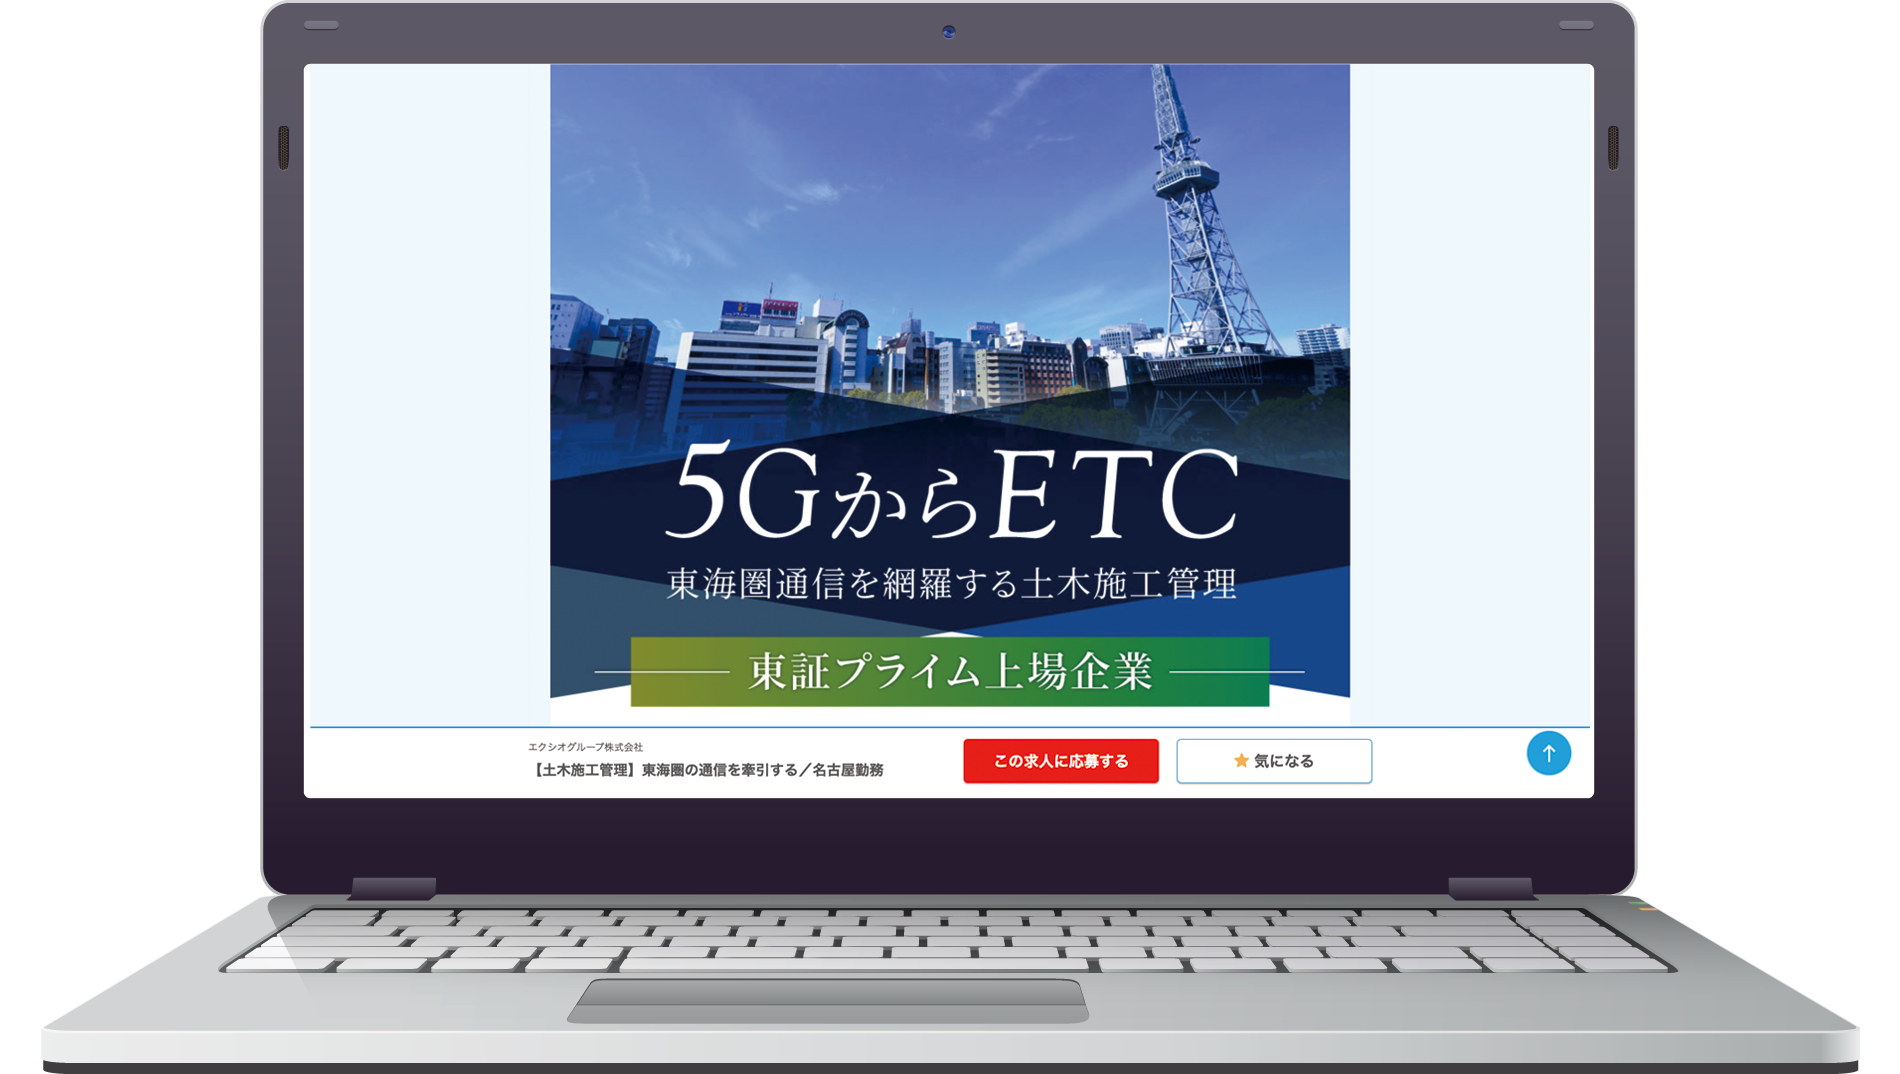 5GからETC
東海圏通信を網羅する土木施工管理
東証プライム上場企業
エクシオグループ株式会社
【土木施工管理】東海圏の通信を牽引する／名古屋勤務
この求人に応募する
気になる